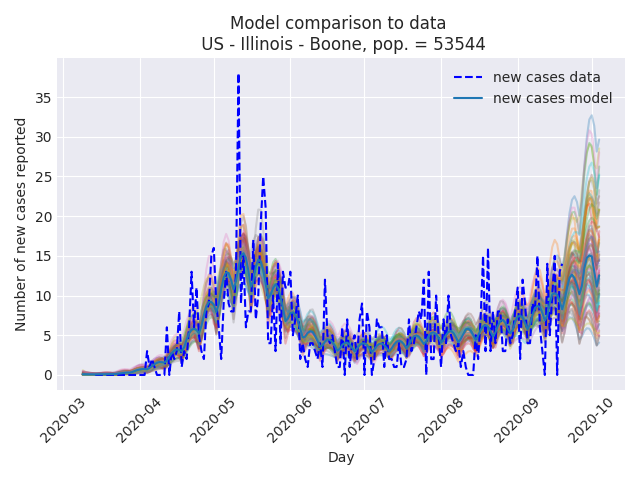 Model comparison to data
US - Illinois - Boone, pop. = 53544
new cases data
new cases model
Number of new cases reported
35
30
25
20
15
10
5
0
2020-03
2020-04
2020-05
2020-06
2020-07
2020-08
2020-09
2020-10
Day